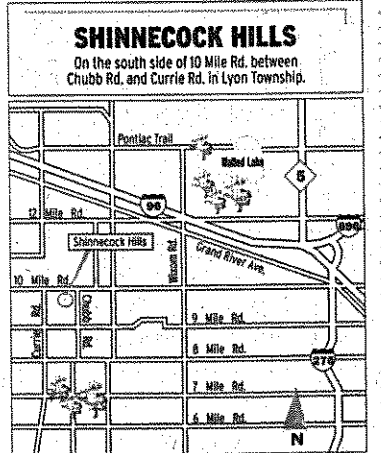 SHINNECOCK HILLS
On the south side of 10 Mile Rd. between
Chubb Rd. and Currie Rd. in Lyon Township.
Pontiac Trail
Walled Lake
5
96
12 Mile Rd.
696
Shinnecock Hills
Wixom Rd.
Grand River Ave.
10 Mile Rd.
Currie Rd
Chubb Rd.
9 Mile Rd.
8 Mile Rd.
275
7 Mile Rd.
6 Mile Rd.
N